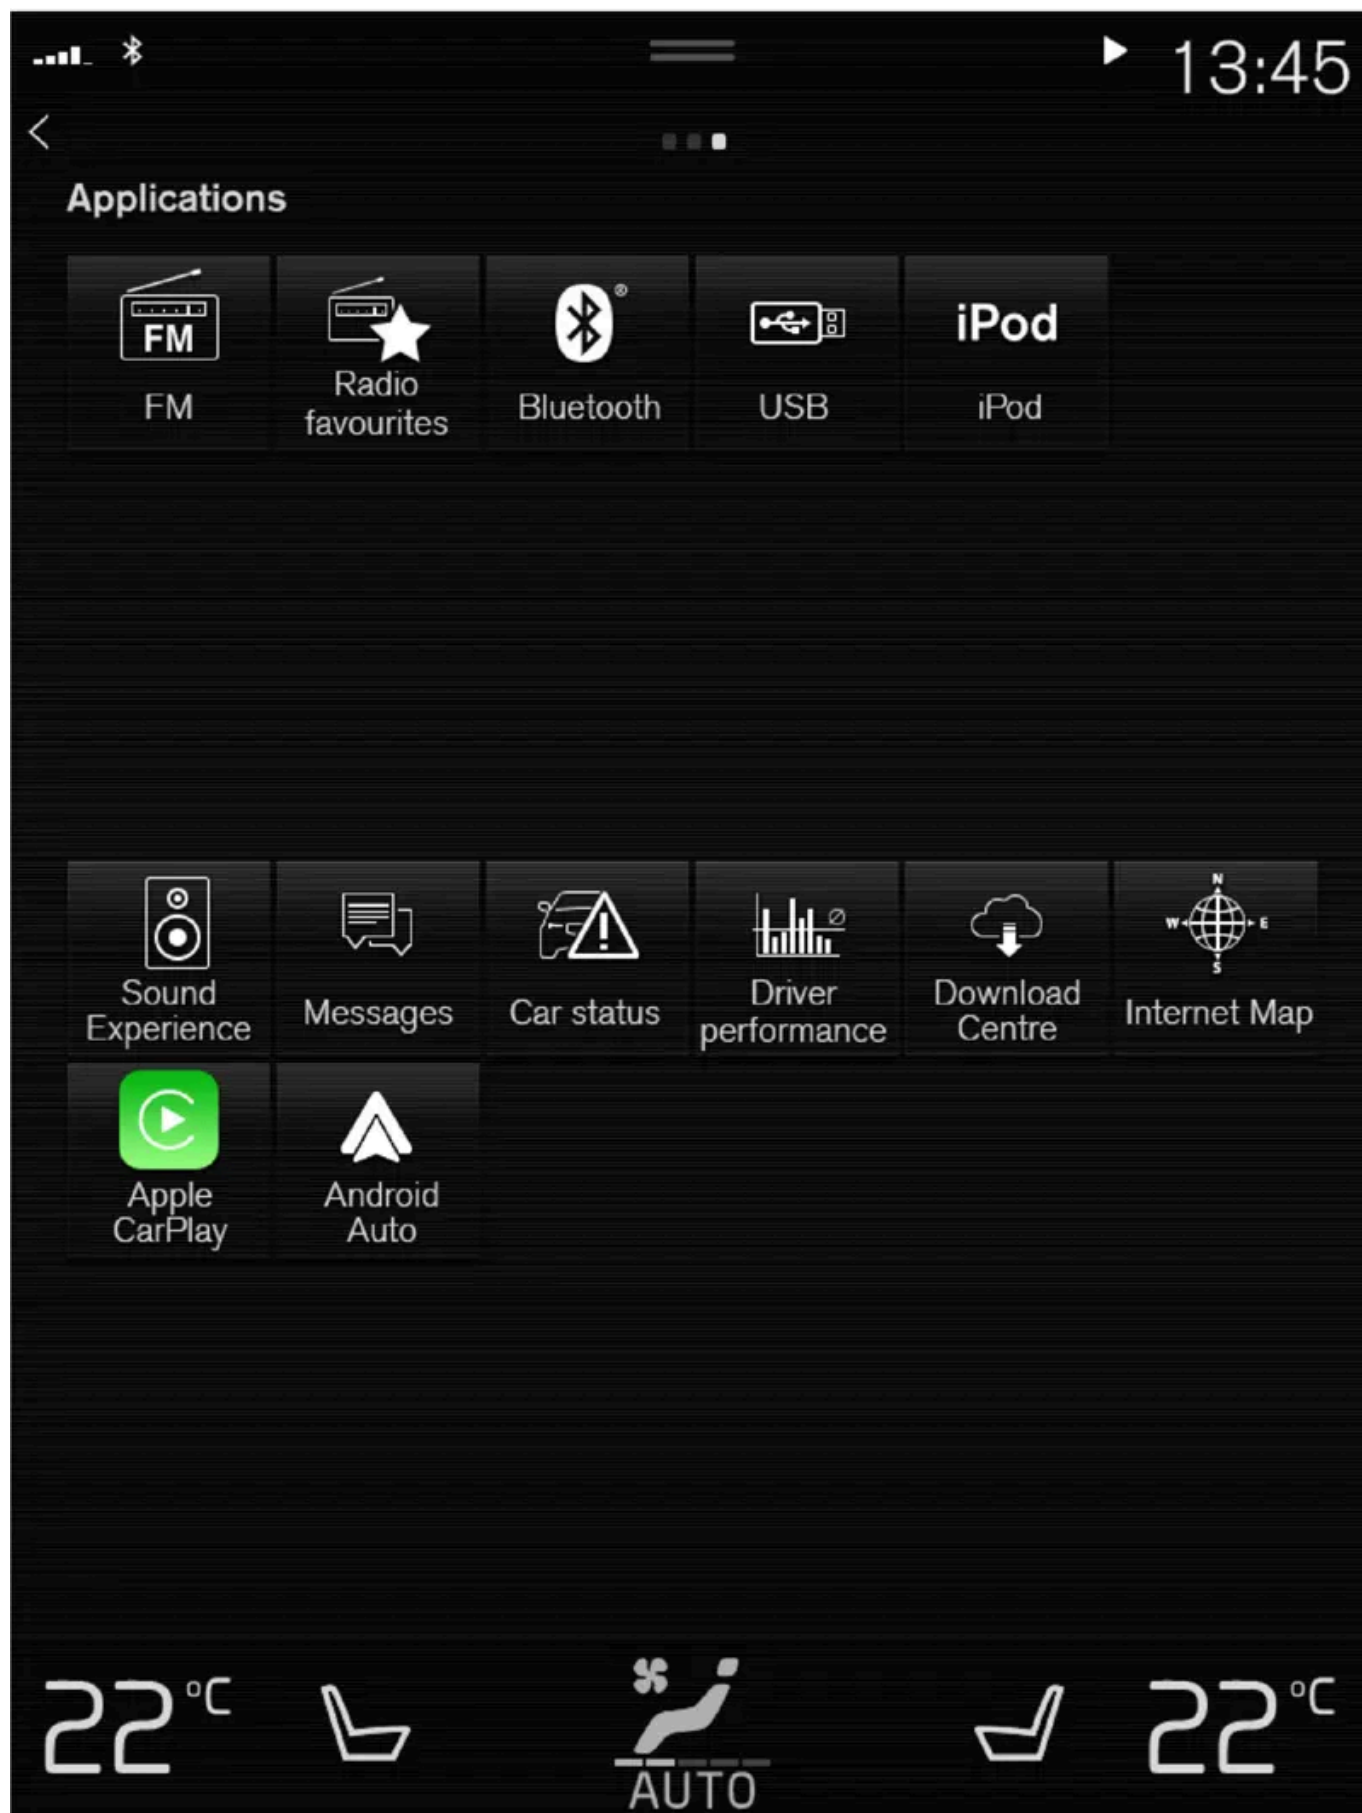 13:45
Applications
FM
iPod
FM
Radio
favourites
Bluetooth
USB
iPod
N
W
E
S
Sound
Experience
Messages
Car status
Driver
performance
Download
Centre
Internet Map
Apple
CarPlay
Android
Auto
22°C
22°C
AUTO